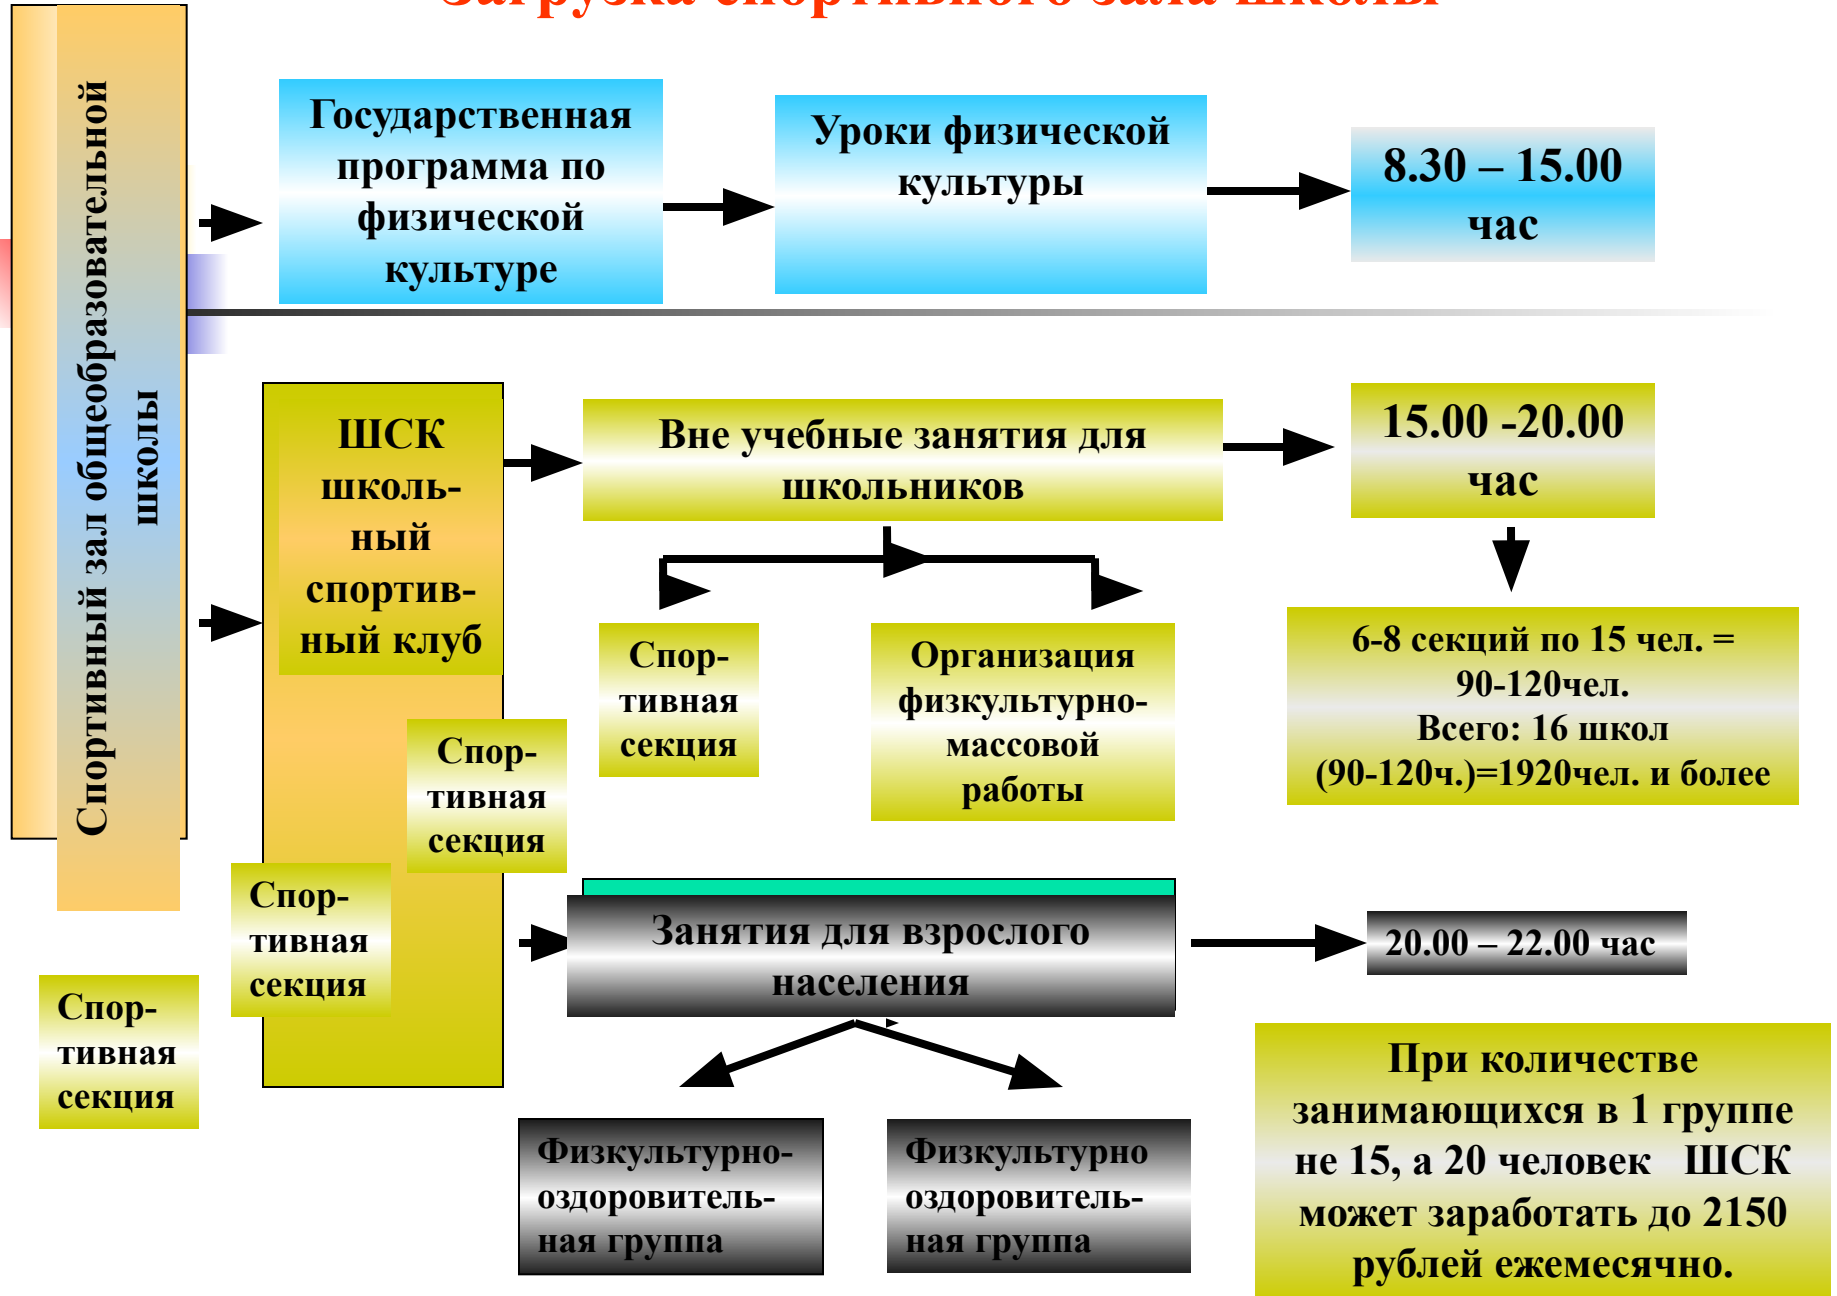 Загрузка спортивного зала школы
Спортивный зал общеобразовательной
школы
Государственная
программа по
физической
культуре
Уроки физической
культуры
8.30 – 15.00
час
ШСК
школь-
ный
спортив-
ный клуб
Вне учебные занятия для
школьников
15.00 -20.00
час
Спор-
тивная
секция
Организация
физкультурно-
массовой
работы
6-8 секций по 15 чел. =
90-120чел.
Всего: 16 школ
(90-120ч.)=1920чел. и более
Спор-
тивная
секция
Спор-
тивная
секция
Спор-
тивная
секция
Занятия для взрослого
населения
20.00 – 22.00 час
Физкультурно-
оздоровитель-
ная группа
Физкультурно
оздоровитель-
ная группа
При количестве
занимающихся в 1 группе
не 15, а 20 человек ШСК
может заработать до 2150
рублей ежемесячно.